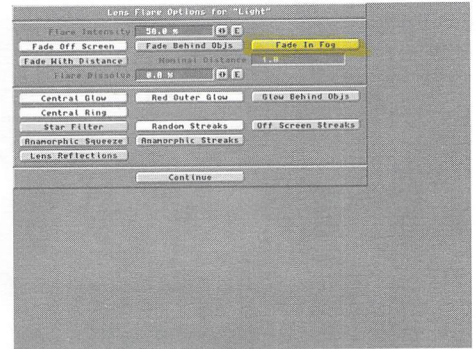 Lens Flare Options for "Light"
Flare Intensity 50.0 % E
Fade Off Screen Fade Behind Objs Fade In Fog
Fade With Distance Nominal Distance 1.0
Flare Dissolve 0.0 % E
Central Glow Red Outer Glow Glow Behind Objs
Central Ring
Star Filter Random Streaks Off Screen Streaks
Anamorphic Squeeze Anamorphic Streaks
Lens Reflections
Continue